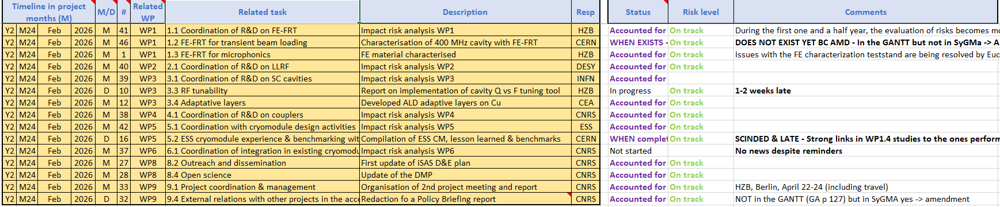 Timeline in project months (M) M/D # Related WP Related task Description Resp Status Risk level Comments
Y2 M24 Feb 2026 M 41 WP1 1.1 Coordination of R&D on FE-FRT Impact risk analysis WP1 HZB Accounted for On track During the first one and a half year, the evaluation of risks becomes mo
Y2 M24 Feb 2026 M 46 WP1 1.2 FE-FRT for transient beam loading Characterisation of 400 MHz cavity with FE-FRT CERN WHEN EXISTS - On track DOES NOT EXIST YET BC AMD - In the GANTT but not in SyGMa -> A
Y2 M24 Feb 2026 M 1 WP1 1.3 FE-FRT for microphonics FE material characterised HZB Accounted for On track Issues with the FE characterization teststand are being resolved by Euc
Y2 M24 Feb 2026 M 40 WP2 2.1 Coordination of R&D on LLRF Impact risk analysis WP2 DESY Accounted for On track
Y2 M24 Feb 2026 M 39 WP3 3.1 Coordination of R&D on SC cavities Impact risk analysis WP3 INFN Accounted for
Y2 M24 Feb 2026 D 10 WP3 3.3 RF tunability Report on implementation of cavity Q vs F tuning tool HZB In progress On track 1-2 weeks late
Y2 M24 Feb 2026 M 12 WP3 3.4 Adaptative layers Developed ALD adaptive layers on Cu CEA Accounted for On track
Y2 M24 Feb 2026 M 38 WP4 4.1 Coordination of R&D on couplers Impact risk analysis WP4 CNRS Accounted for On track
Y2 M24 Feb 2026 M 42 WP5 5.1 Coordination with cryomodule design activities Impact risk analysis WP5 ESS Accounted for On track
Y2 M24 Feb 2026 D 16 WP5 5.2 ESS cryomodule experience & benchmarking wit Compilation of ESS CM, lesson learned & benchmarks CERN WHEN complet On track SCINDED & LATE - Strong links in WP1.4 studies to the ones perform
Y2 M24 Feb 2026 M 37 WP6 6.1 Coordination of integration in existing cryomodu Impact risk analysis WP6 CNRS Not started No news despite reminders
Y2 M24 Feb 2026 M 27 WP8 8.2 Outreach and dissemination First update of iSAS D&E plan CNRS Accounted for On track
Y2 M24 Feb 2026 M 28 WP8 8.4 Open science Update of the DMP CNRS Accounted for On track
Y2 M24 Feb 2026 M 33 WP9 9.1 Project coordination & management Organisation of 2nd project meeting and report CNRS Accounted for On track HZB, Berlin, April 22-24 (including travel)
Y2 M24 Feb 2026 D 32 WP9 9.4 External relations with other projects in the acce Redaction fo a Policy Briefing report CNRS Accounted for On track NOT in the GANTT (GA p 127) but in SyGMA yes -> amendment